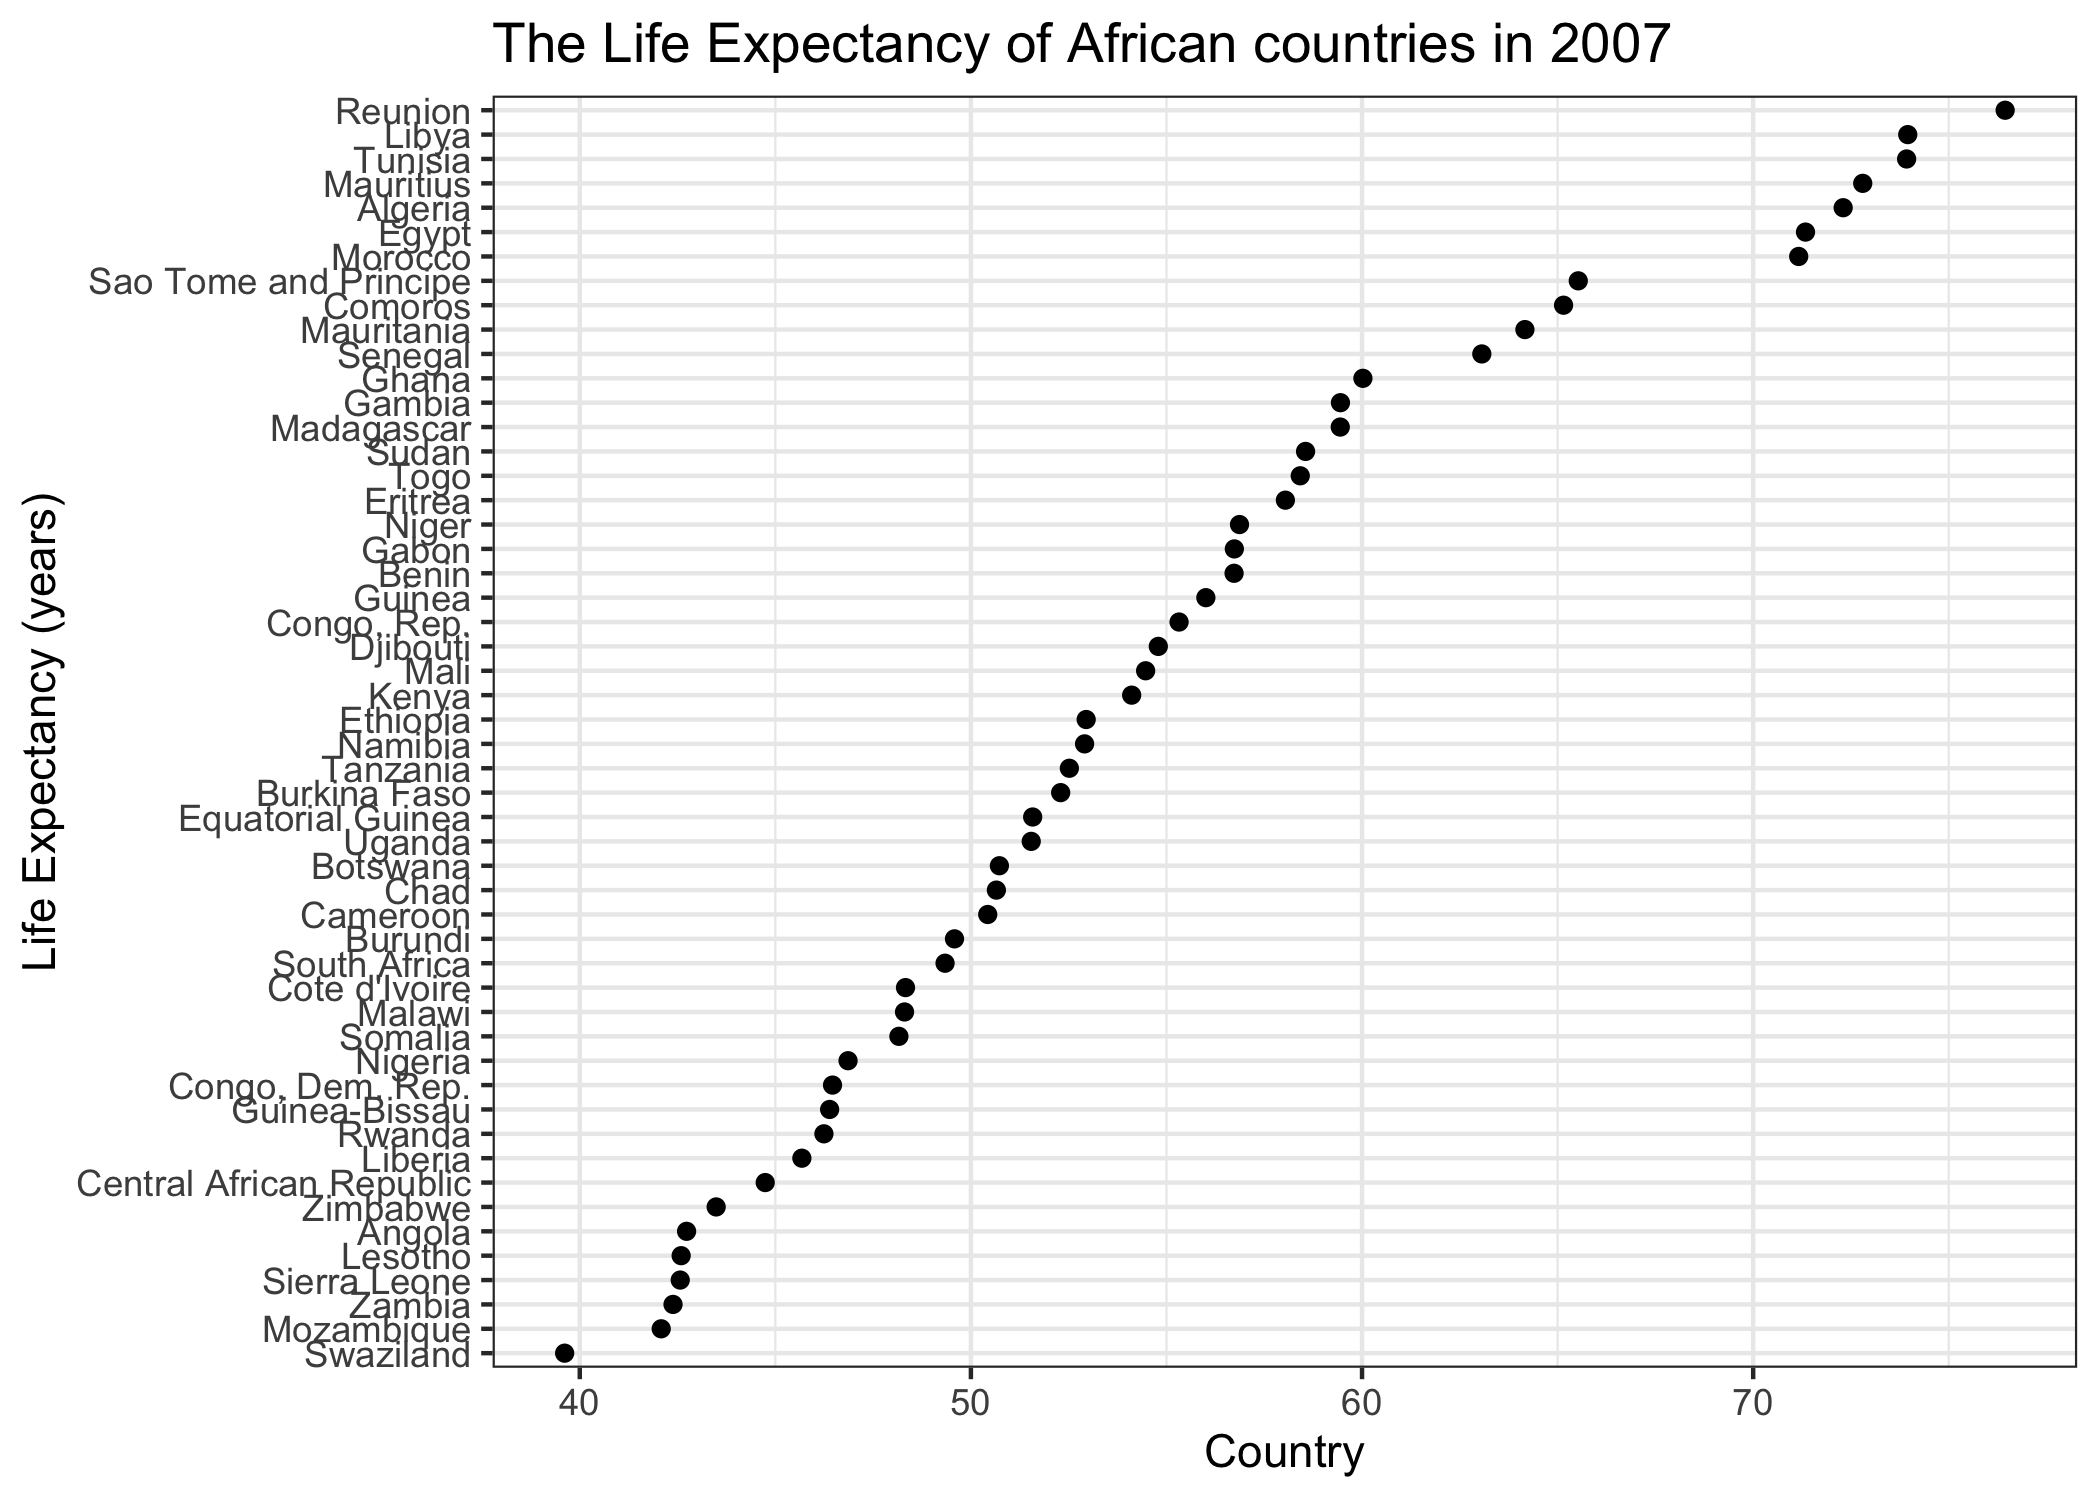 The Life Expectancy of African countries in 2007
Life Expectancy (years)
Reunion
Libya
Tunisia
Mauritius
Algeria
Egypt
Morocco
Sao Tome and Principe
Comoros
Mauritania
Senegal
Ghana
Gambia
Madagascar
Sudan
Togo
Eritrea
Niger
Gabon
Benin
Guinea
Congo, Rep.
Djibouti
Mali
Kenya
Ethiopia
Namibia
Tanzania
Burkina Faso
Equatorial Guinea
Uganda
Botswana
Chad
Cameroon
Burundi
South Africa
Cote d'Ivoire
Malawi
Somalia
Nigeria
Congo, Dem. Rep.
Guinea-Bissau
Rwanda
Liberia
Central African Republic
Zimbabwe
Angola
Lesotho
Sierra Leone
Zambia
Mozambique
Swaziland
40 50 60 70
Country